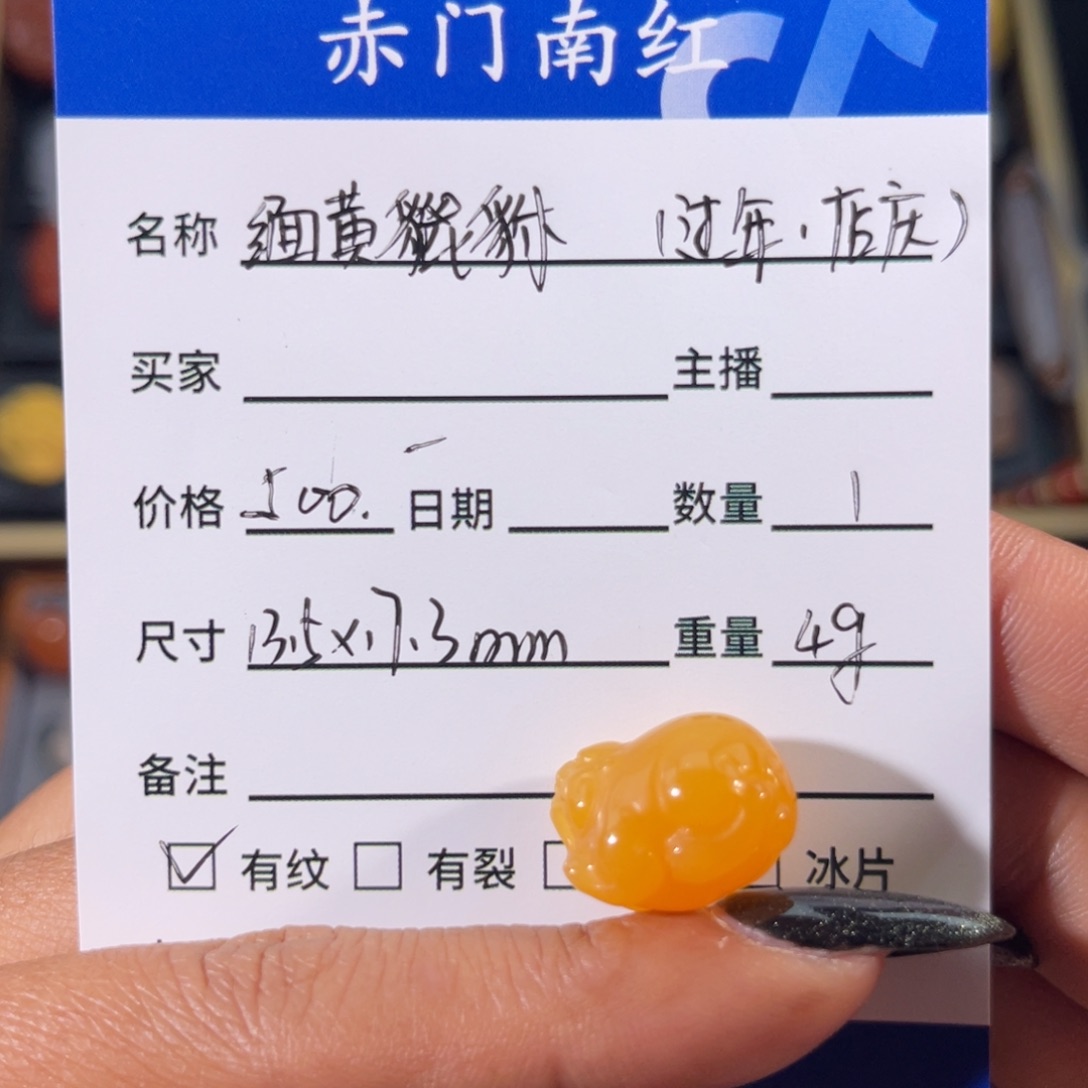 赤门南红
名称 缅黄貔貅 (过年·店庆)
买家 主播
价格 500. 日期 数量 1
尺寸 13.5×17.3mm 重量 4g
备注
☑ 有纹 □ 有裂 □ □ 冰片